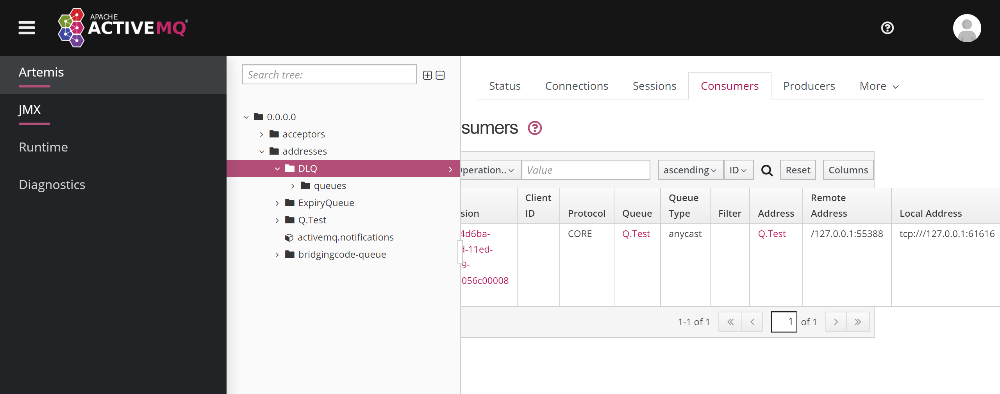 APACHE
ACTIVEMQ®
Artemis
JMX
Runtime
Diagnostics
Search tree:
0.0.0.0
acceptors
addresses
DLQ
queues
ExpiryQueue
Q.Test
activemq.notifications
bridgingcode-queue
Status Connections Sessions Consumers Producers More
sumers
peration.. Value ascending ID Reset Columns
sion Client ID Protocol Queue Queue Type Filter Address Remote Address Local Address
4d6ba- CORE Q.Test anycast Q.Test /127.0.0.1:55388 tcp:///127.0.0.1:61616
d-11ed-
9-
056c00008
1-1 of 1 1 of 1